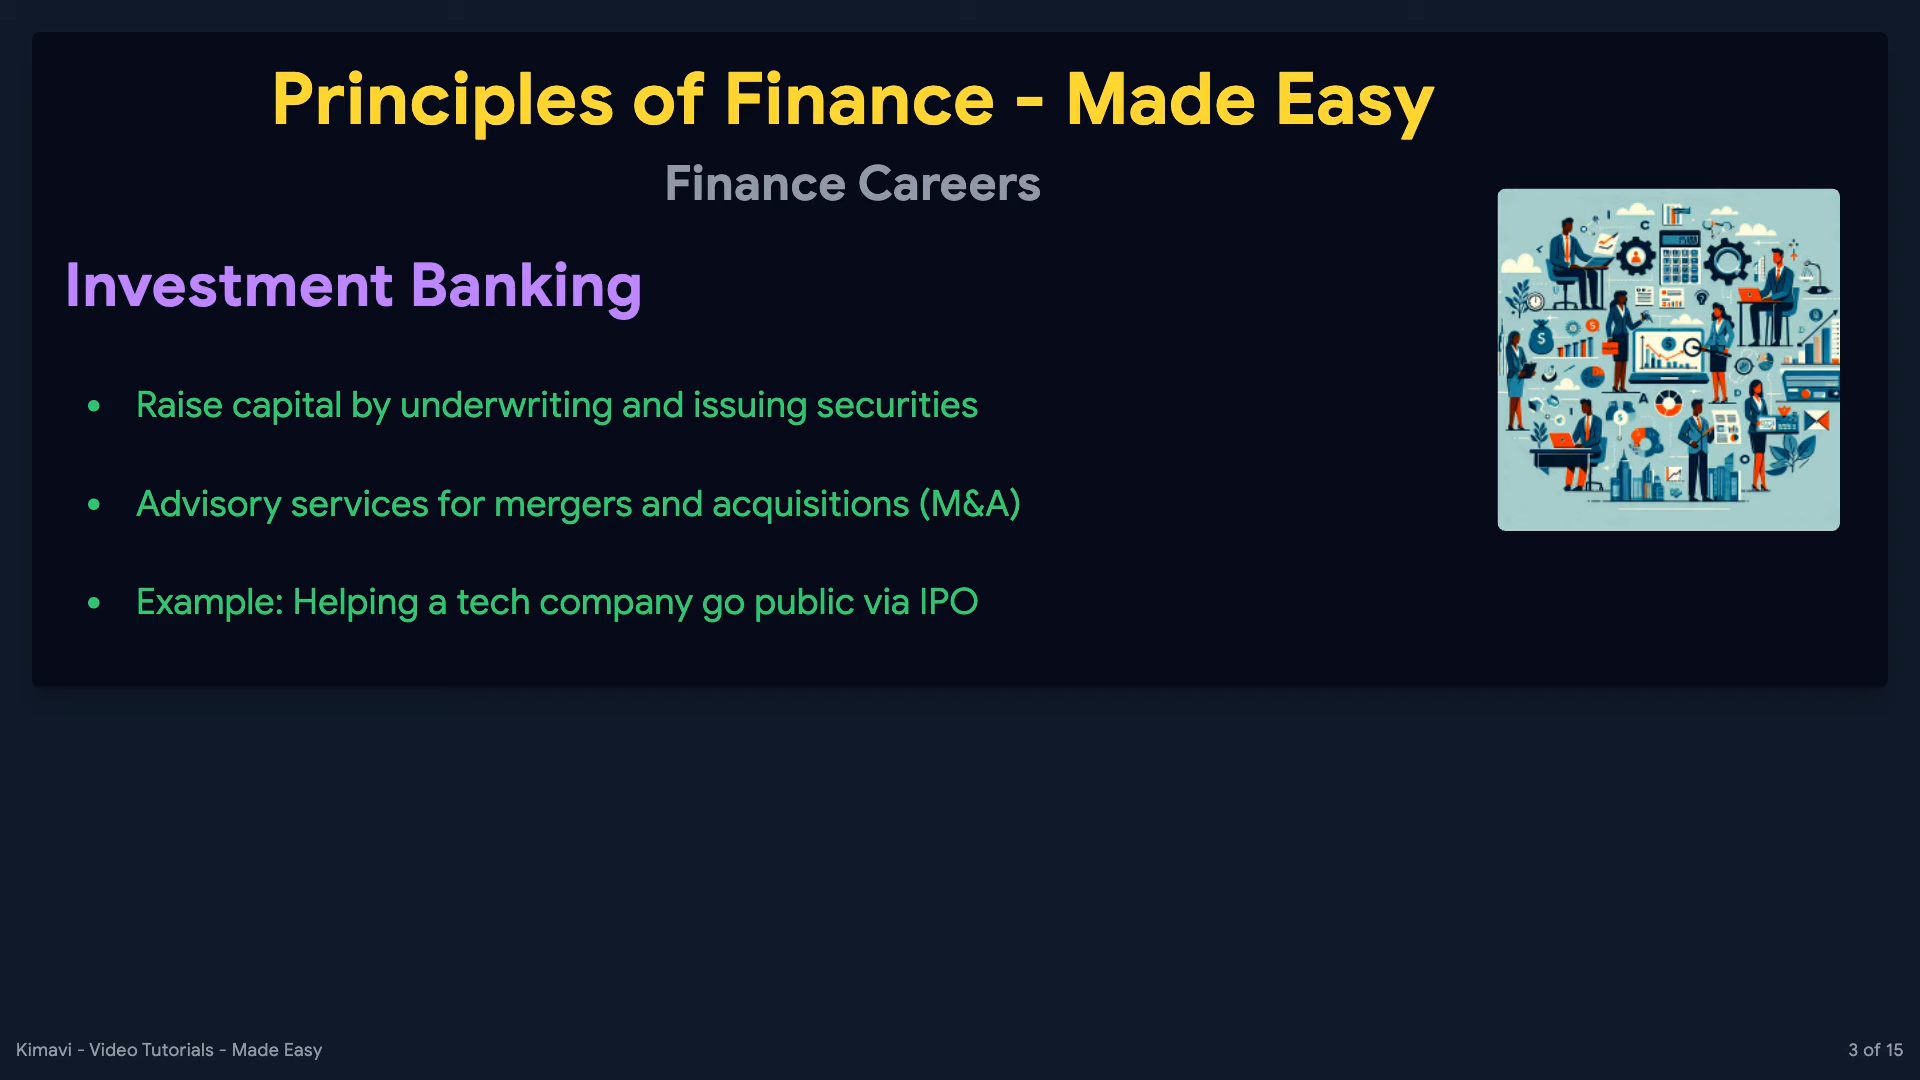 Principles of Finance - Made Easy
Finance Careers
Investment Banking
• Raise capital by underwriting and issuing securities
• Advisory services for mergers and acquisitions (M&A)
• Example: Helping a tech company go public via IPO
Kimavi - Video Tutorials - Made Easy
3 of 15